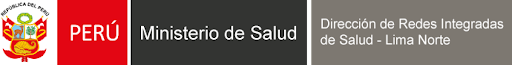 REPÚBLICA DEL PERÚ
PERÚ
Ministerio de Salud
Dirección de Redes Integradas
de Salud - Lima Norte